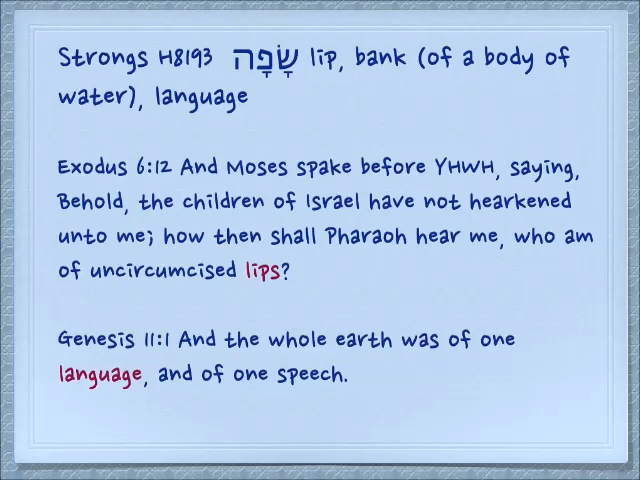 Strongs H8193 שָׂפָה lip, bank (of a body of
water), language
Exodus 6:12 And Moses spake before YHWH, saying,
Behold, the children of Israel have not hearkened
unto me; how then shall Pharaoh hear me, who am
of uncircumcised lips?
Genesis 11:1 And the whole earth was of one
language, and of one speech.